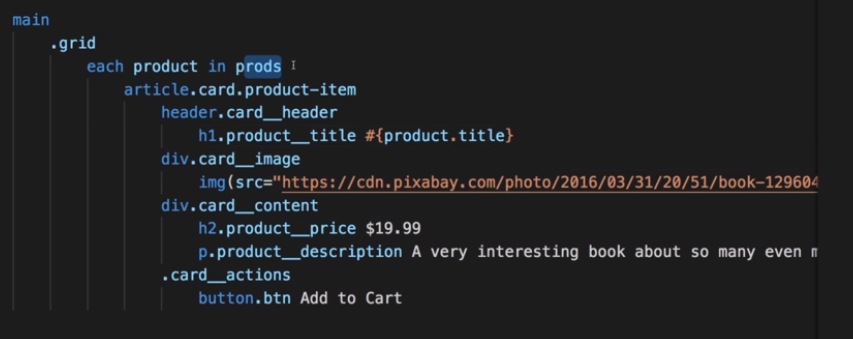 main
.grid
each product in prods
article.card.product-item
header.card__header
h1.product__title #{product.title}
div.card__image
img(src="https://cdn.pixabay.com/photo/2016/03/31/20/51/book-129604
div.card__content
h2.product__price $19.99
p.product__description A very interesting book about so many even m
.card__actions
button.btn Add to Cart